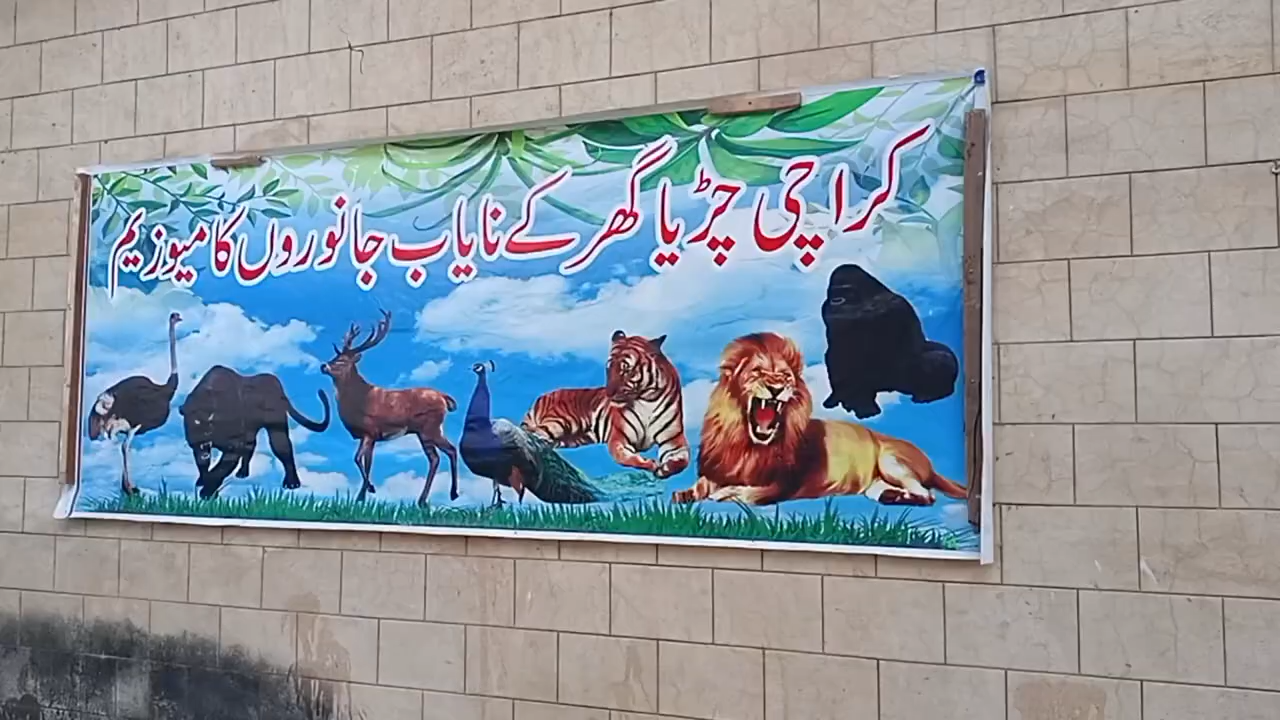 کراچی چڑیا گھر کے نایاب جانوروں کا میوزیم